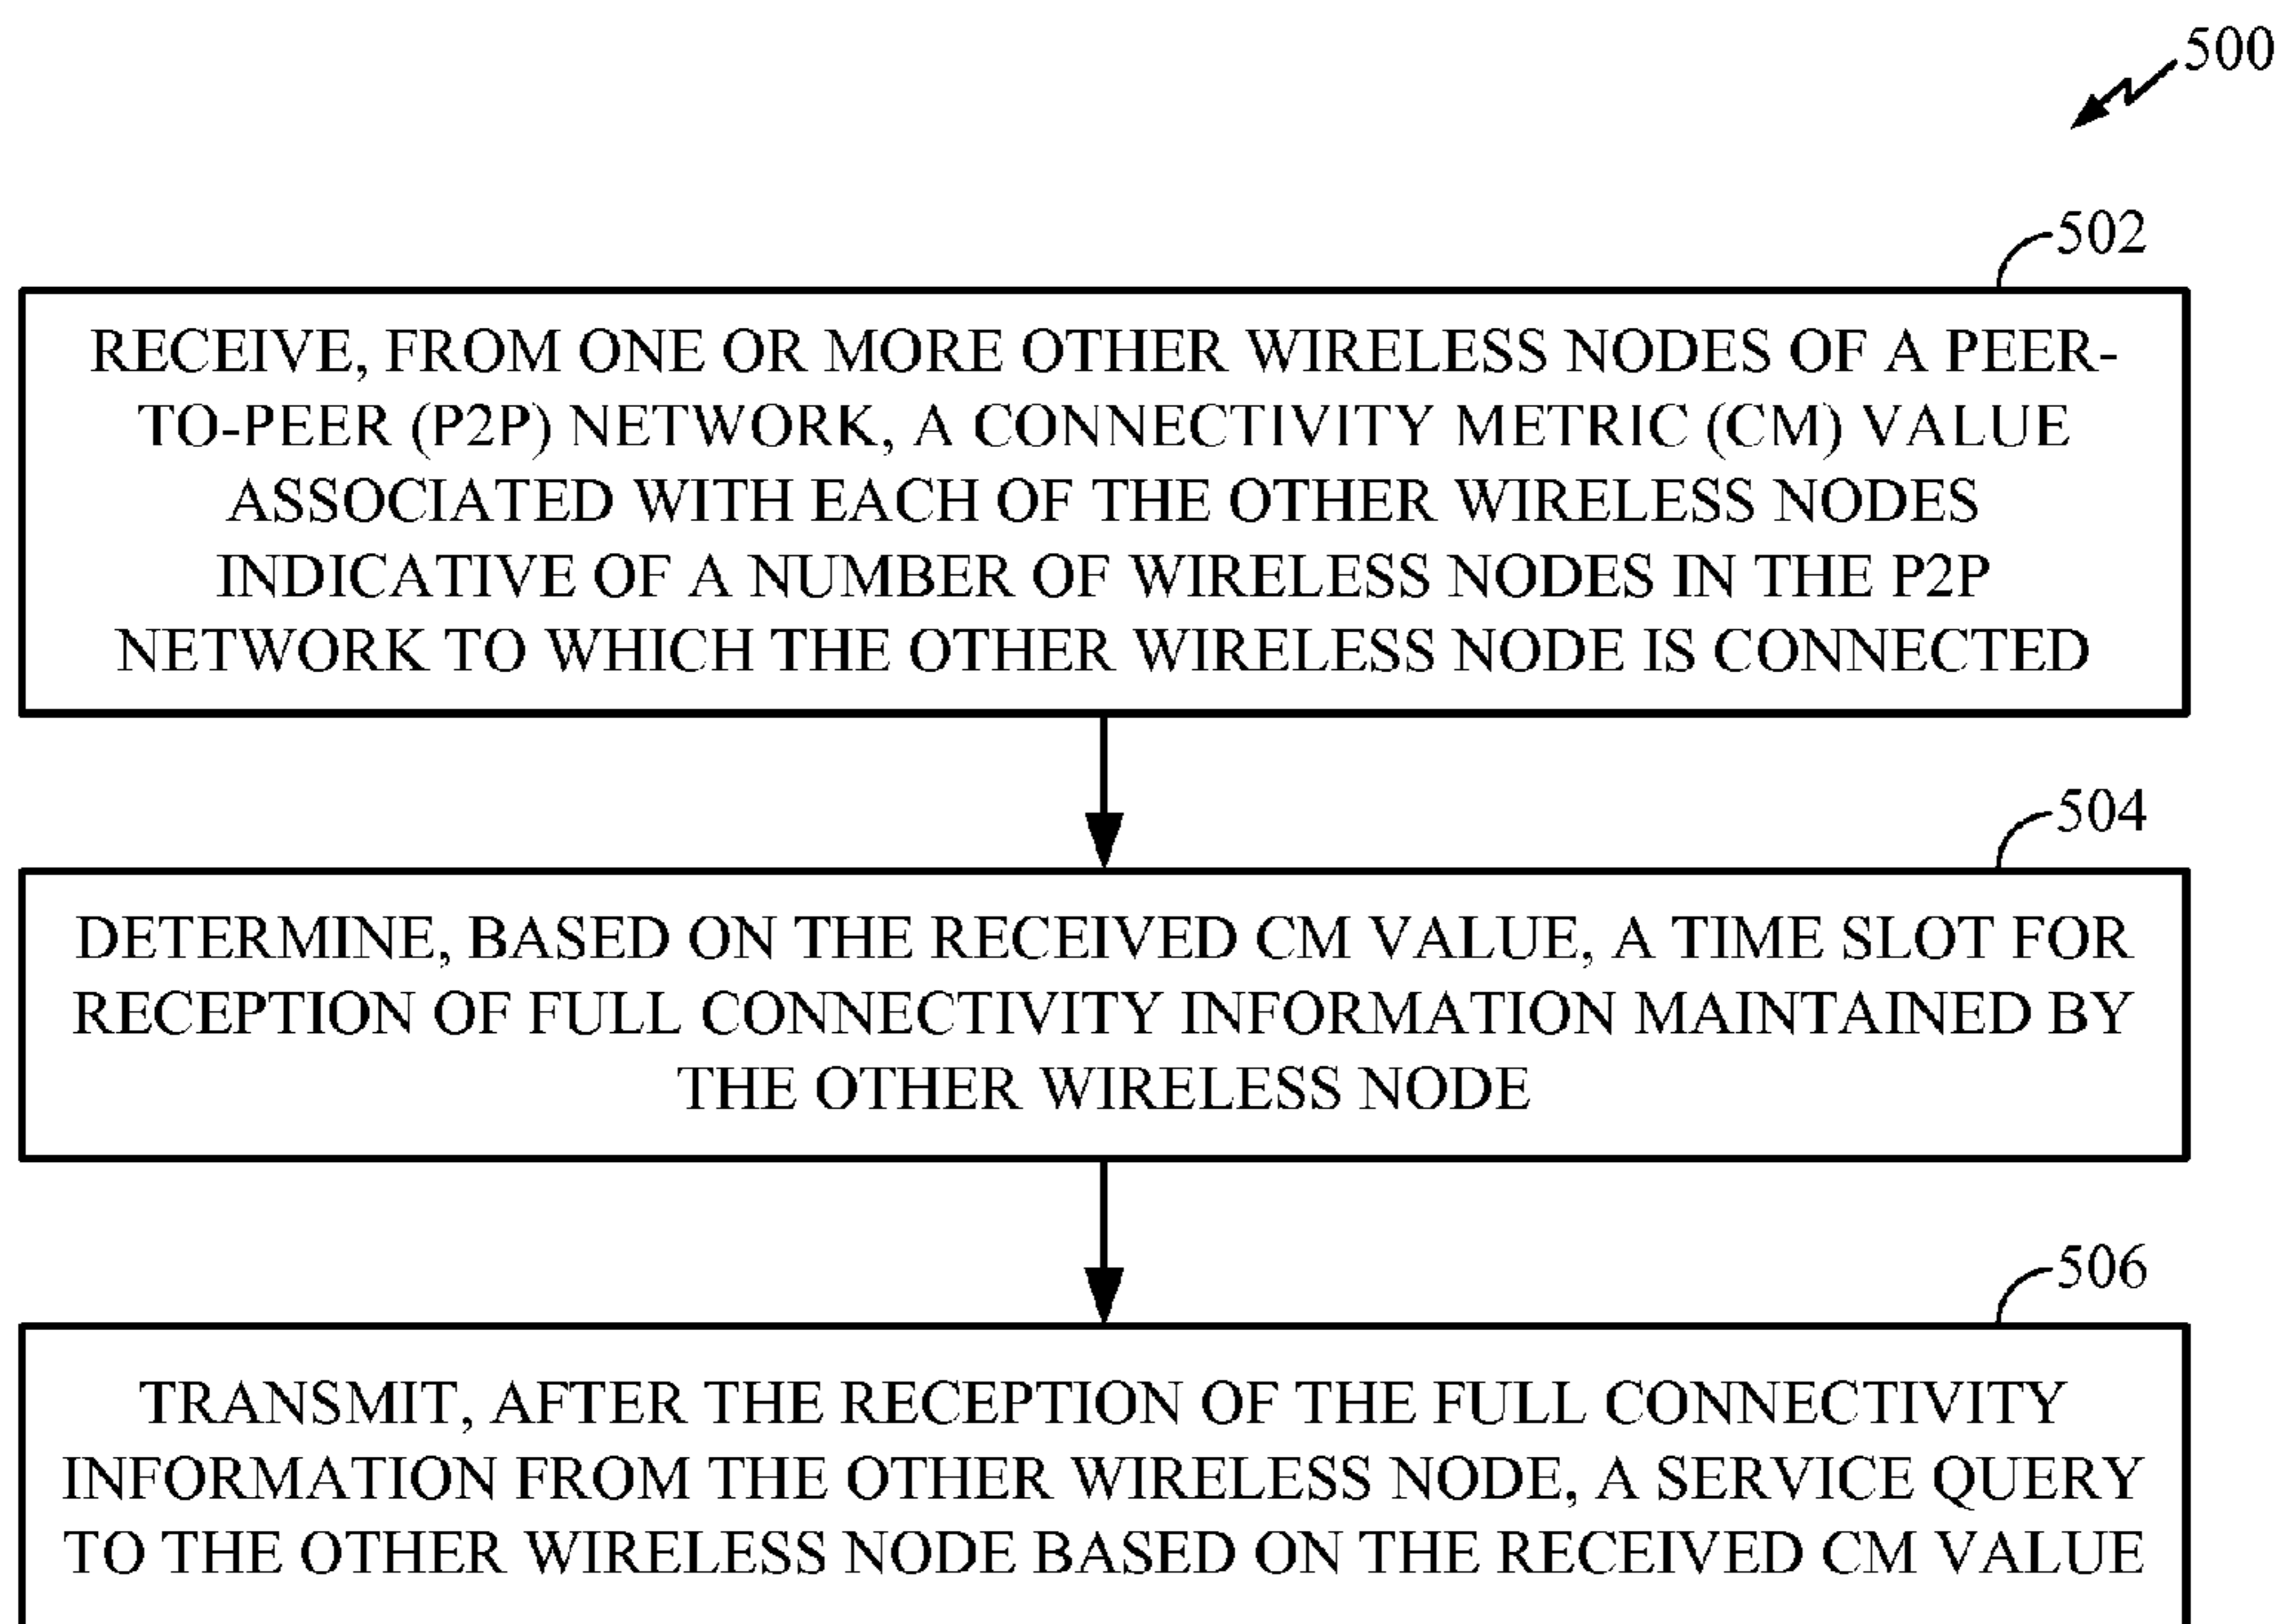 500
502
RECEIVE, FROM ONE OR MORE OTHER WIRELESS NODES OF A PEER-
TO-PEER (P2P) NETWORK, A CONNECTIVITY METRIC (CM) VALUE
ASSOCIATED WITH EACH OF THE OTHER WIRELESS NODES
INDICATIVE OF A NUMBER OF WIRELESS NODES IN THE P2P
NETWORK TO WHICH THE OTHER WIRELESS NODE IS CONNECTED
504
DETERMINE, BASED ON THE RECEIVED CM VALUE, A TIME SLOT FOR
RECEPTION OF FULL CONNECTIVITY INFORMATION MAINTAINED BY
THE OTHER WIRELESS NODE
506
TRANSMIT, AFTER THE RECEPTION OF THE FULL CONNECTIVITY
INFORMATION FROM THE OTHER WIRELESS NODE, A SERVICE QUERY
TO THE OTHER WIRELESS NODE BASED ON THE RECEIVED CM VALUE